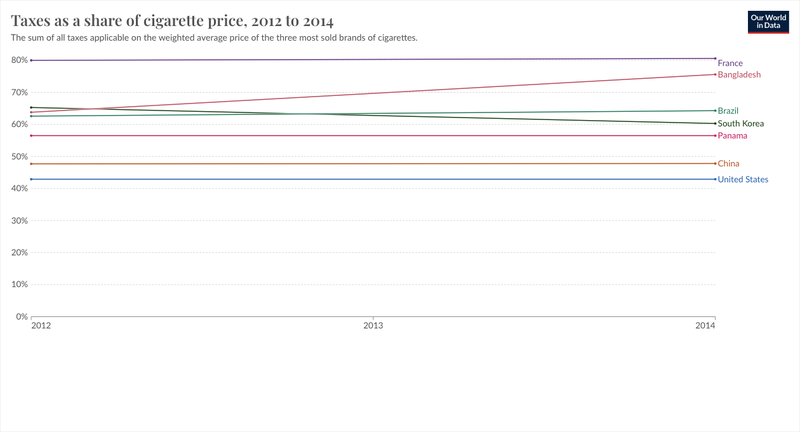 Taxes as a share of cigarette price, 2012 to 2014
The sum of all taxes applicable on the weighted average price of the three most sold brands of cigarettes.
Our World
in Data
80%
70%
60%
50%
40%
30%
20%
10%
0%
France
Bangladesh
Brazil
South Korea
Panama
China
United States
2012
2013
2014